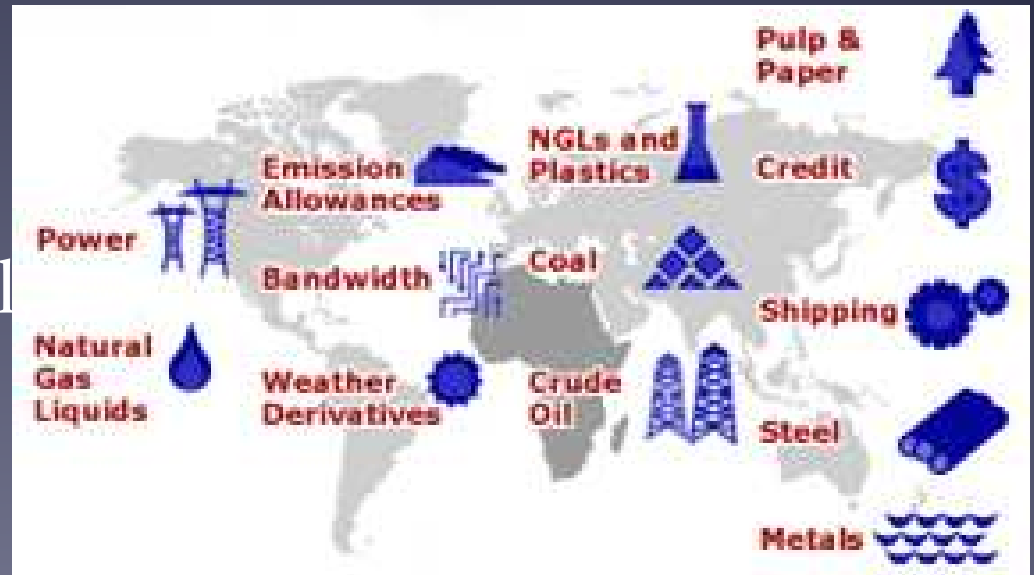 Pulp &
Paper
NGLs and
Plastics
Credit
Emission
Allowances
Power
Coal
Bandwidth
Shipping
Natural
Gas
Liquids
Weather
Derivatives
Crude
Oil
Steel
Metals